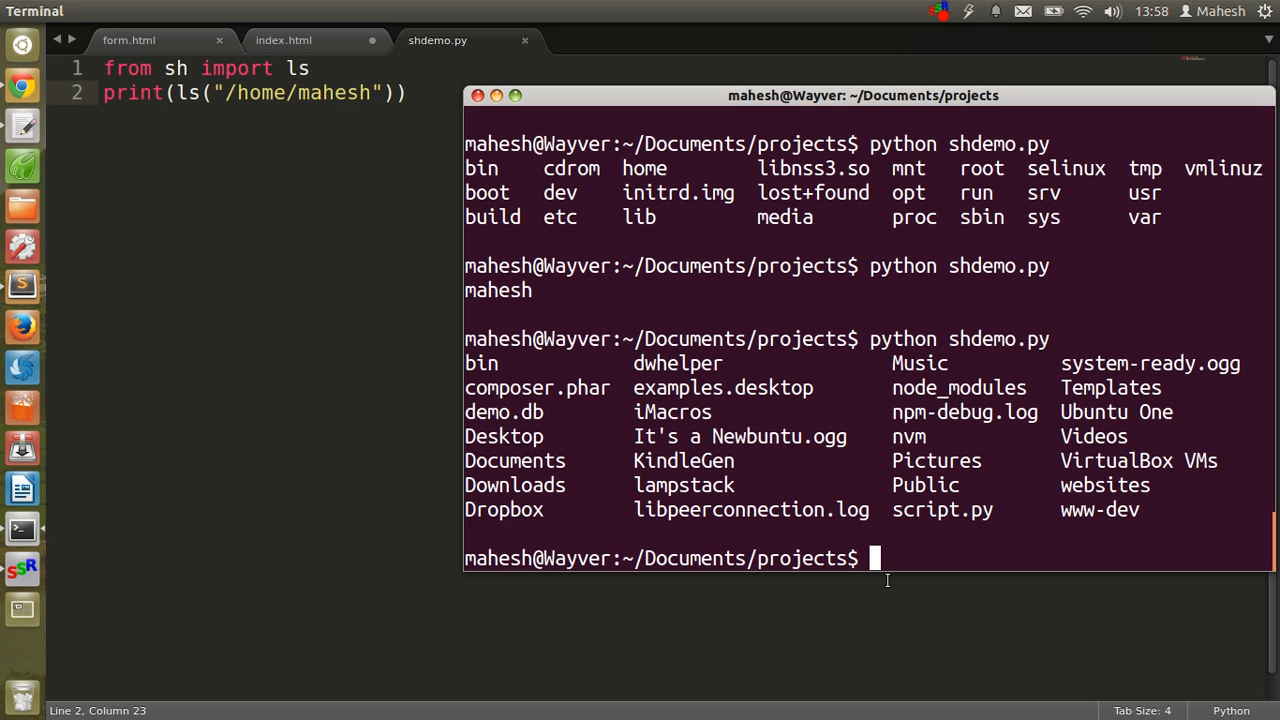 Terminal
13:58 Mahesh
form.html × index.html shdemo.py ×
1 from sh import ls
2 print(ls("/home/mahesh"))
mahesh@Wayver: ~/Documents/projects
mahesh@Wayver:~/Documents/projects$ python shdemo.py
bin cdrom home libnss3.so mnt root selinux tmp vmlinuz
boot dev initrd.img lost+found opt run srv usr
build etc lib media proc sbin sys var
mahesh@Wayver:~/Documents/projects$ python shdemo.py
mahesh
mahesh@Wayver:~/Documents/projects$ python shdemo.py
bin dwhelper Music system-ready.ogg
composer.phar examples.desktop node_modules Templates
demo.db iMacros npm-debug.log Ubuntu One
Desktop It's a Newbuntu.ogg nvm Videos
Documents KindleGen Pictures VirtualBox VMs
Downloads lampstack Public websites
Dropbox libpeerconnection.log script.py www-dev
mahesh@Wayver:~/Documents/projects$
Line 2, Column 23 Tab Size: 4 Python